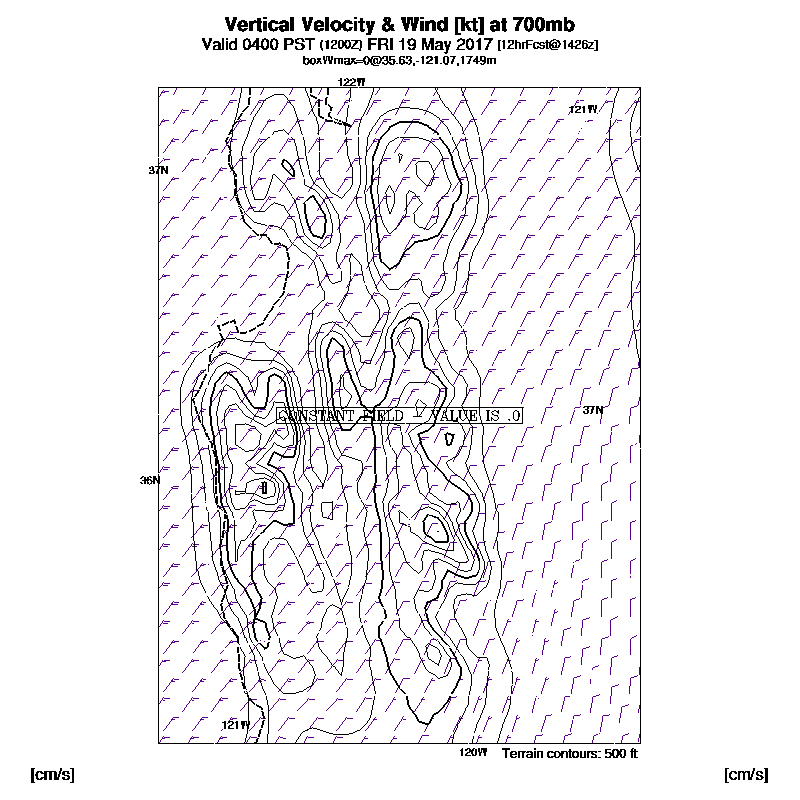 Vertical Velocity & Wind [kt] at 700mb
Valid 0400 PST (1200Z) FRI 19 May 2017 [12hrFcst@1426z]
boxWmax=0@35.63,-121.07,1749m
122W
121W
37N
CONSTANT FIELD - VALUE IS .0
37N
36N
121W
120W Terrain contours: 500 ft
[cm/s] [cm/s]